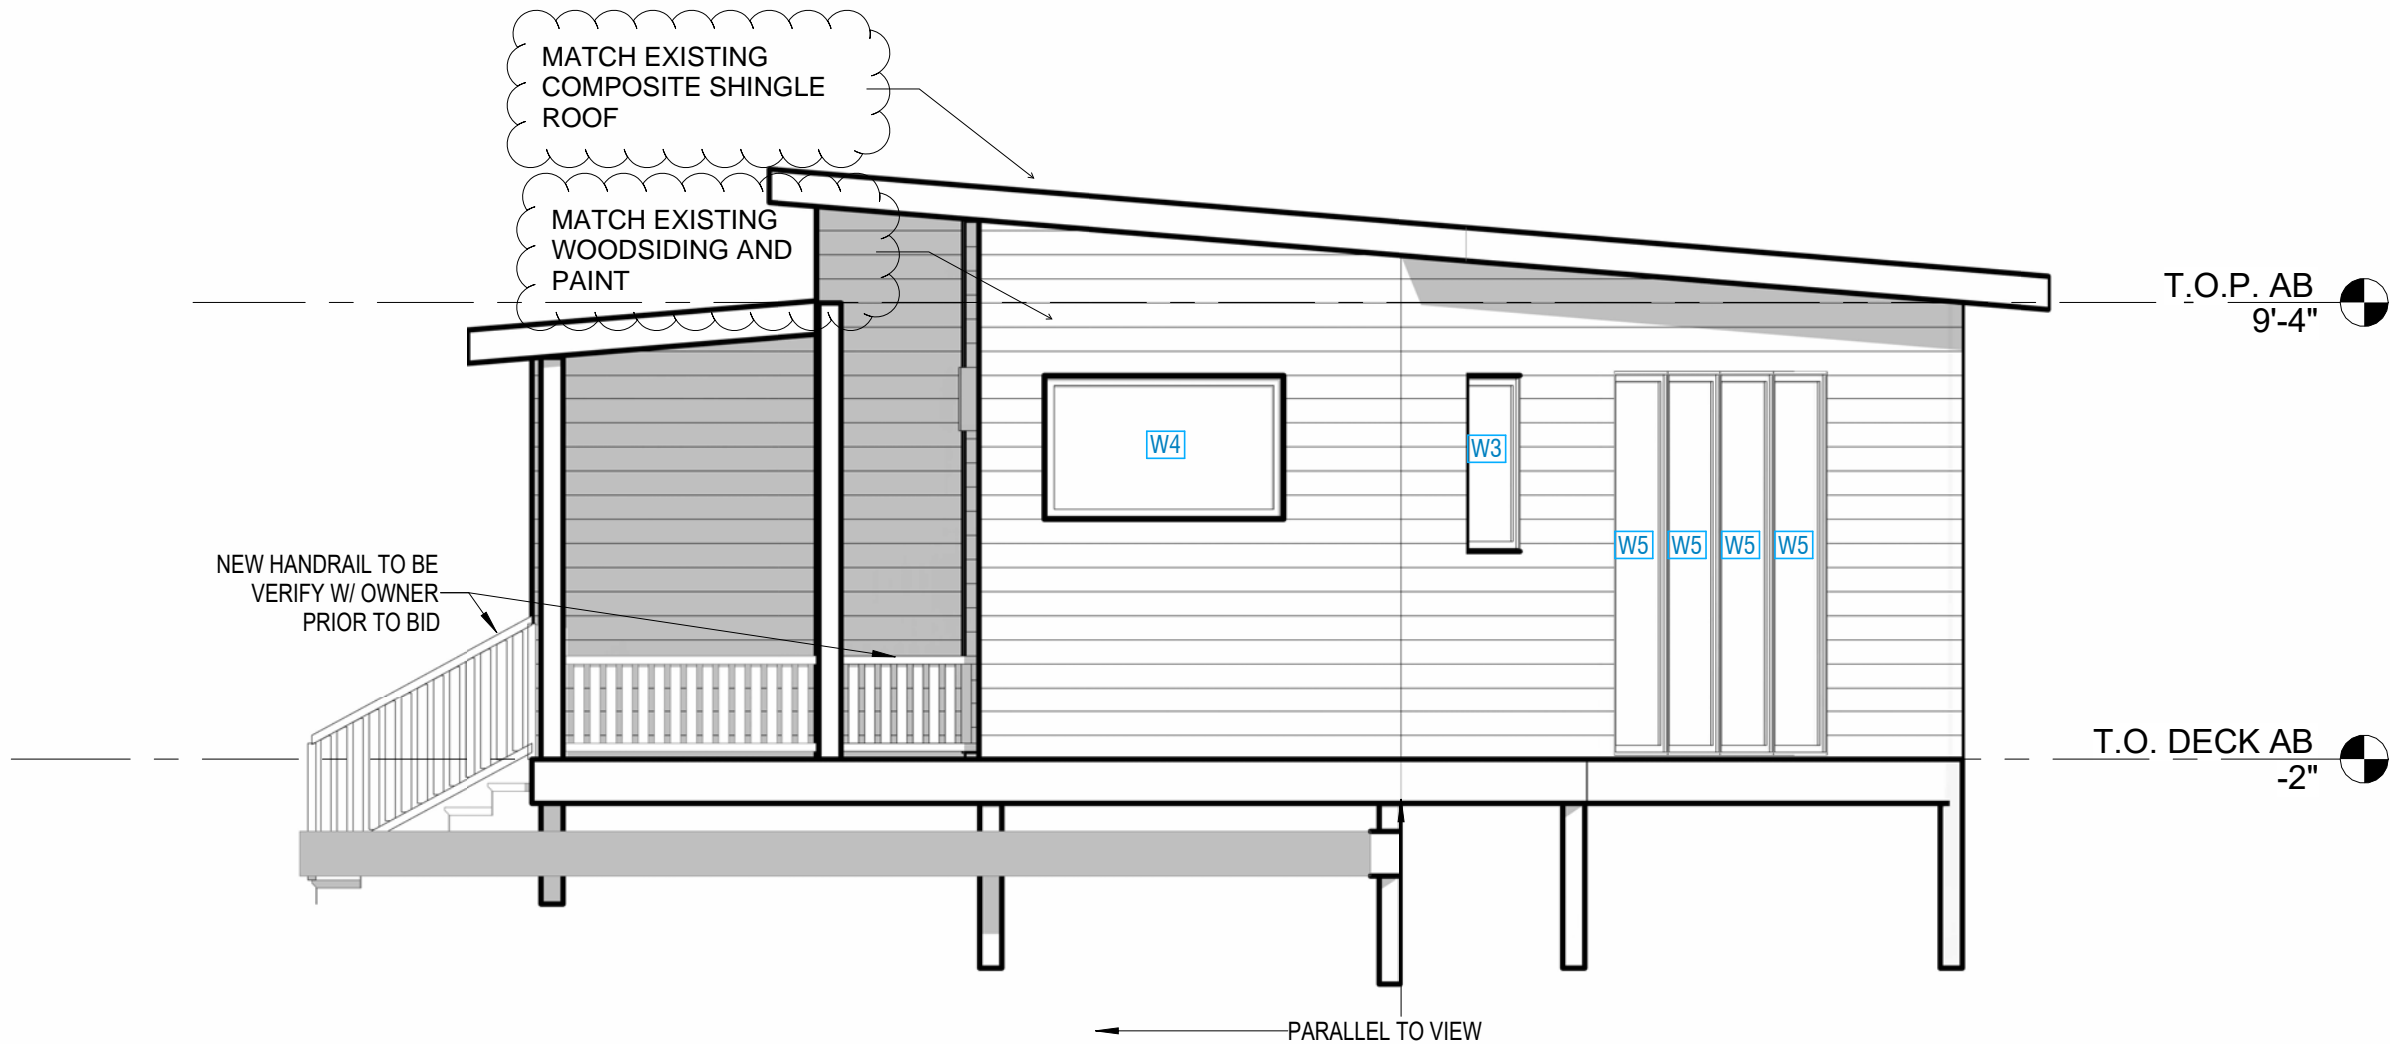 MATCH EXISTING
COMPOSITE SHINGLE
ROOF
MATCH EXISTING
WOODSIDING AND
PAINT
T.O.P. AB
9'-4"
W4
W3
W5 W5 W5 W5
NEW HANDRAIL TO BE
VERIFY W/ OWNER
PRIOR TO BID
T.O. DECK AB
-2"
PARALLEL TO VIEW